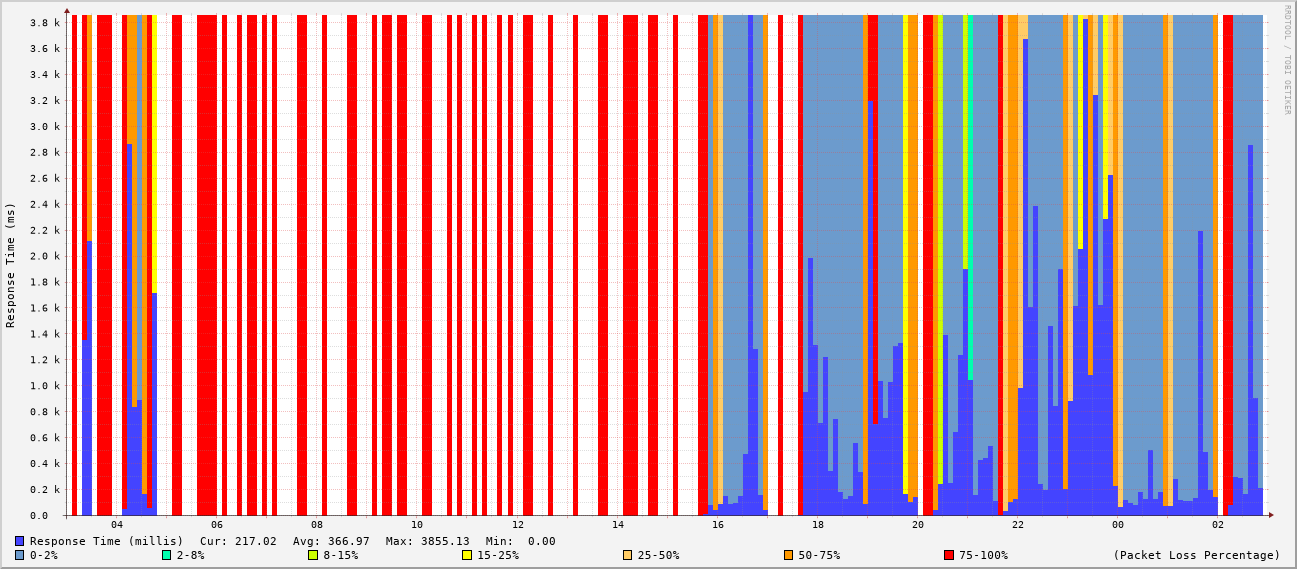 RRDTOOL / TOBI OETIKER
Response Time (ms)
3.8 k
3.6 k
3.4 k
3.2 k
3.0 k
2.8 k
2.6 k
2.4 k
2.2 k
2.0 k
1.8 k
1.6 k
1.4 k
1.2 k
1.0 k
0.8 k
0.6 k
0.4 k
0.2 k
0.0
04 06 08 10 12 14 16 18 20 22 00 02
Response Time (millis) Cur: 217.02 Avg: 366.97 Max: 3855.13 Min: 0.00
0-2% 2-8% 8-15% 15-25% 25-50% 50-75% 75-100% (Packet Loss Percentage)